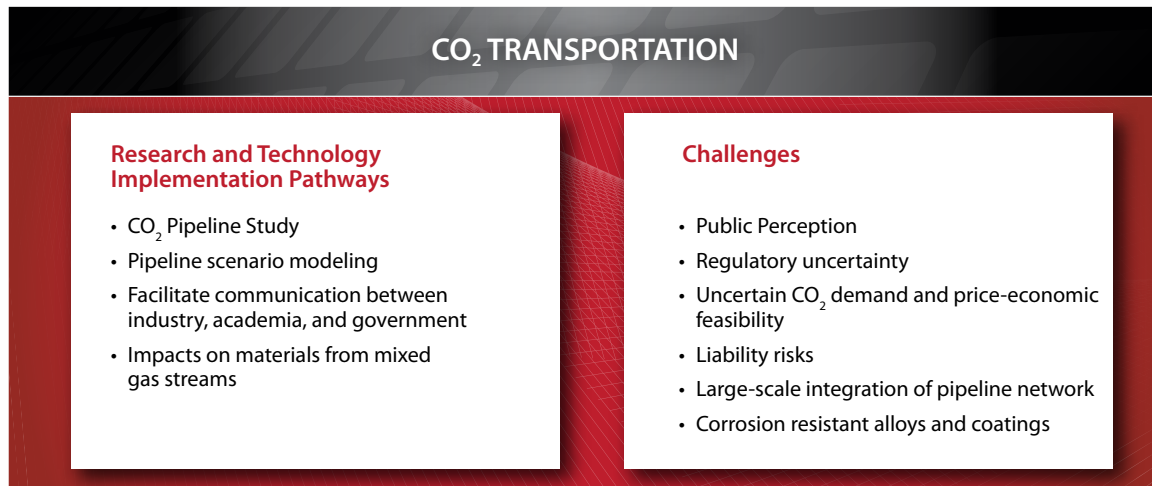 CO₂ TRANSPORTATION
Research and Technology
Implementation Pathways
• CO₂ Pipeline Study
• Pipeline scenario modeling
• Facilitate communication between
industry, academia, and government
• Impacts on materials from mixed
gas streams
Challenges
• Public Perception
• Regulatory uncertainty
• Uncertain CO₂ demand and price-economic
feasibility
• Liability risks
• Large-scale integration of pipeline network
• Corrosion resistant alloys and coatings